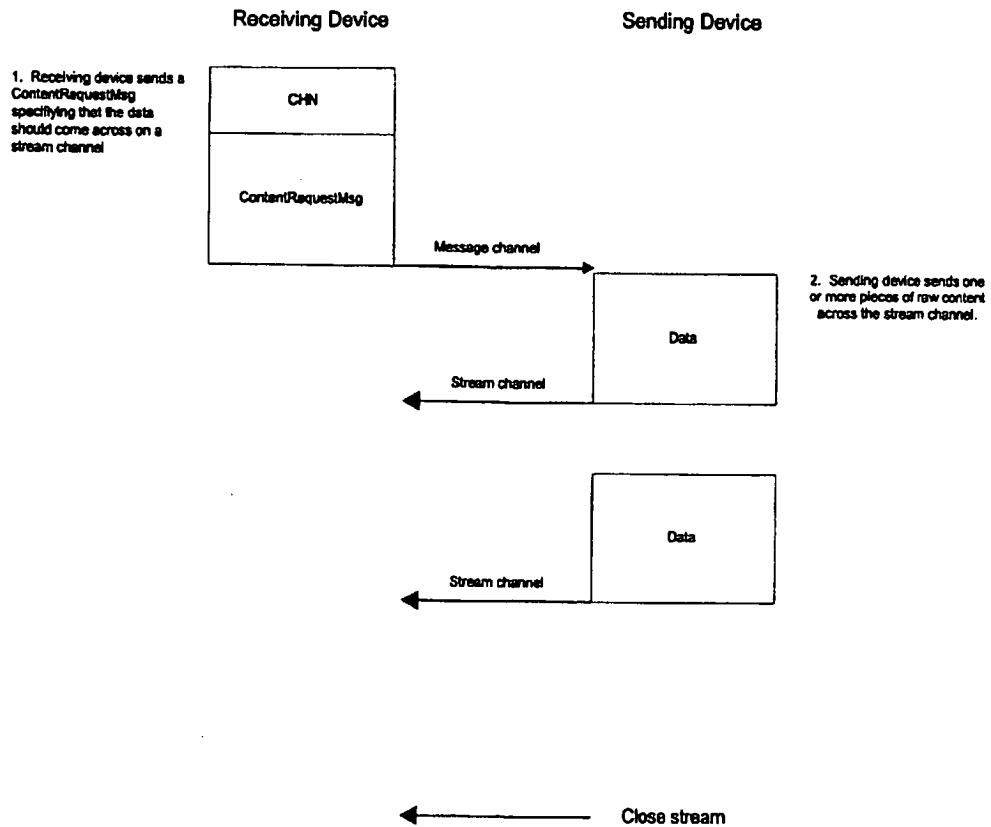 Receiving Device
Sending Device
1. Receiving device sends a
ContentRequestMsg
specifiying that the data
should come across on a
stream channel
CHN
ContentRequestMsg
Message channel
2. Sending device sends one
or more pieces of raw content
across the stream channel.
Data
Stream channel
Data
Stream channel
Close stream